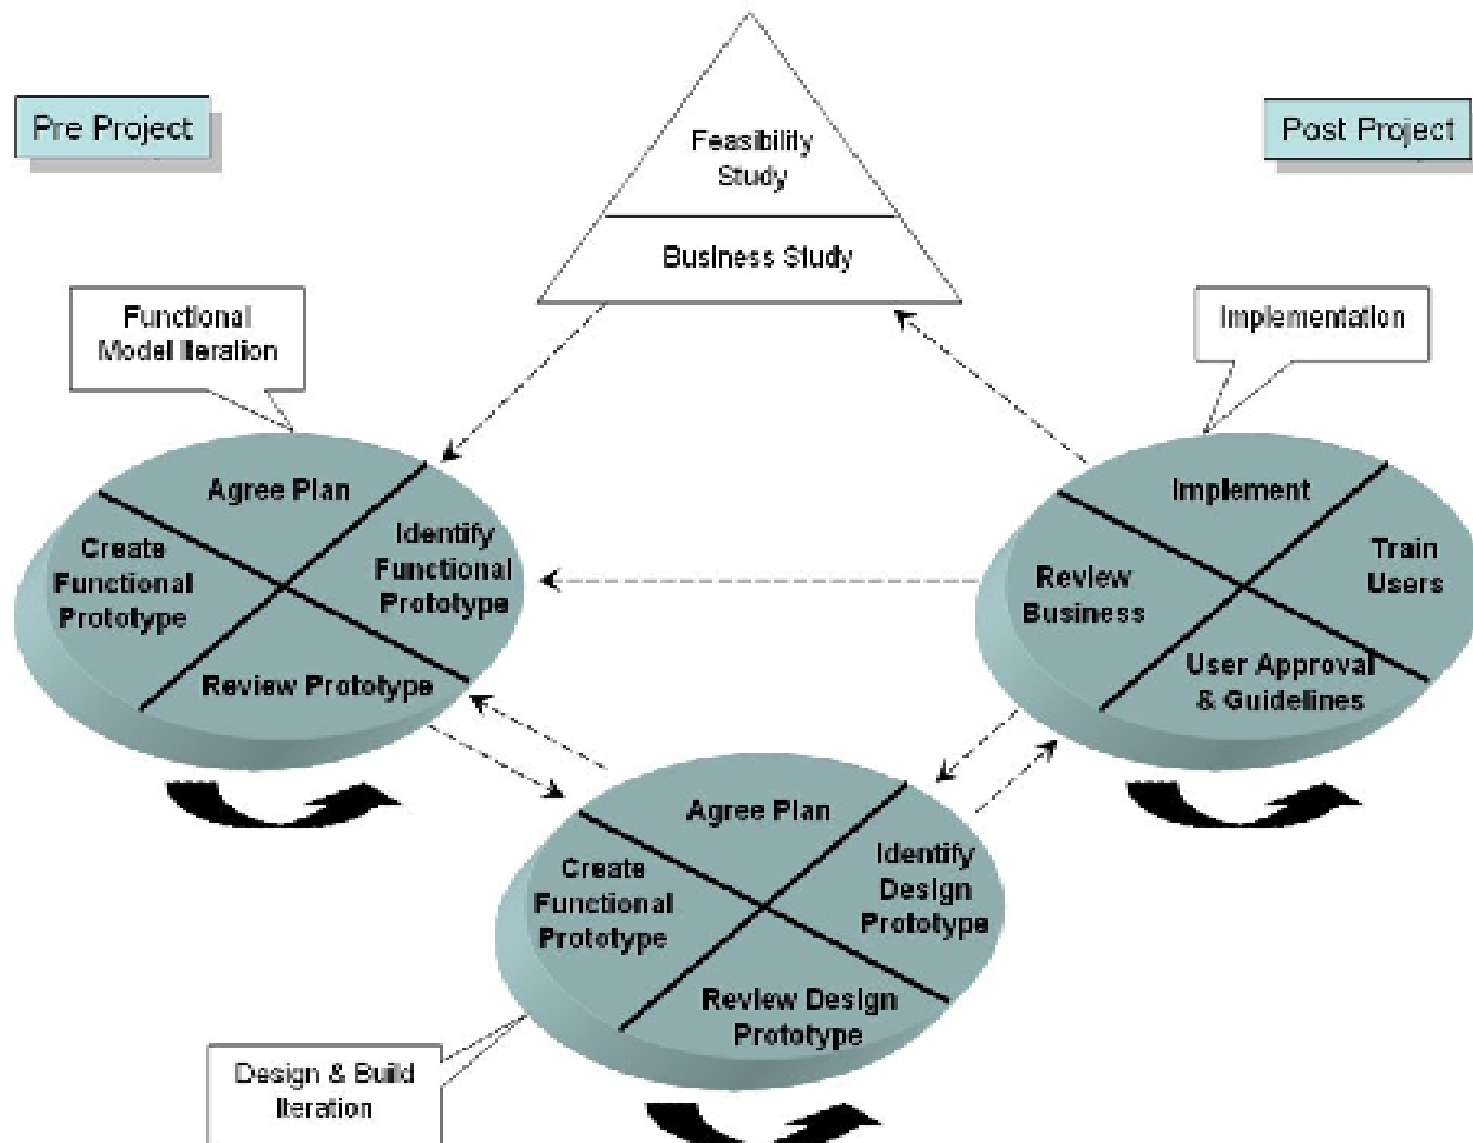 Pre Project
Post Project
Feasibility
Study
Business Study
Functional
Model Iteration
Implementation
Agree Plan
Create
Functional
Prototype
Identify
Functional
Prototype
Review Prototype
Implement
Train
Users
Review
Business
User Approval
& Guidelines
Agree Plan
Create
Functional
Prototype
Identify
Design
Prototype
Review Design
Prototype
Design & Build
Iteration